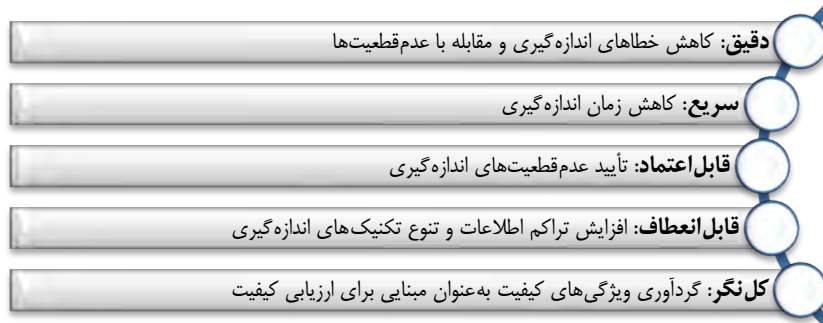 دقیق: کاهش خطاهای اندازه‌گیری و مقابله با عدم‌قطعیت‌ها
سریع: کاهش زمان اندازه‌گیری
قابل‌اعتماد: تأیید عدم‌قطعیت‌های اندازه‌گیری
قابل‌انعطاف: افزایش تراکم اطلاعات و تنوع تکنیک‌های اندازه‌گیری
کل‌نگر: گردآوری ویژگی‌های کیفیت به‌عنوان مبنایی برای ارزیابی کیفیت